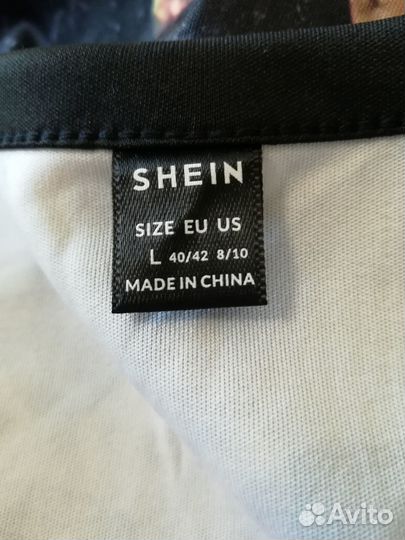 SHEIN
SIZE EU US
L 40/42 8/10
MADE IN CHINA
Avito